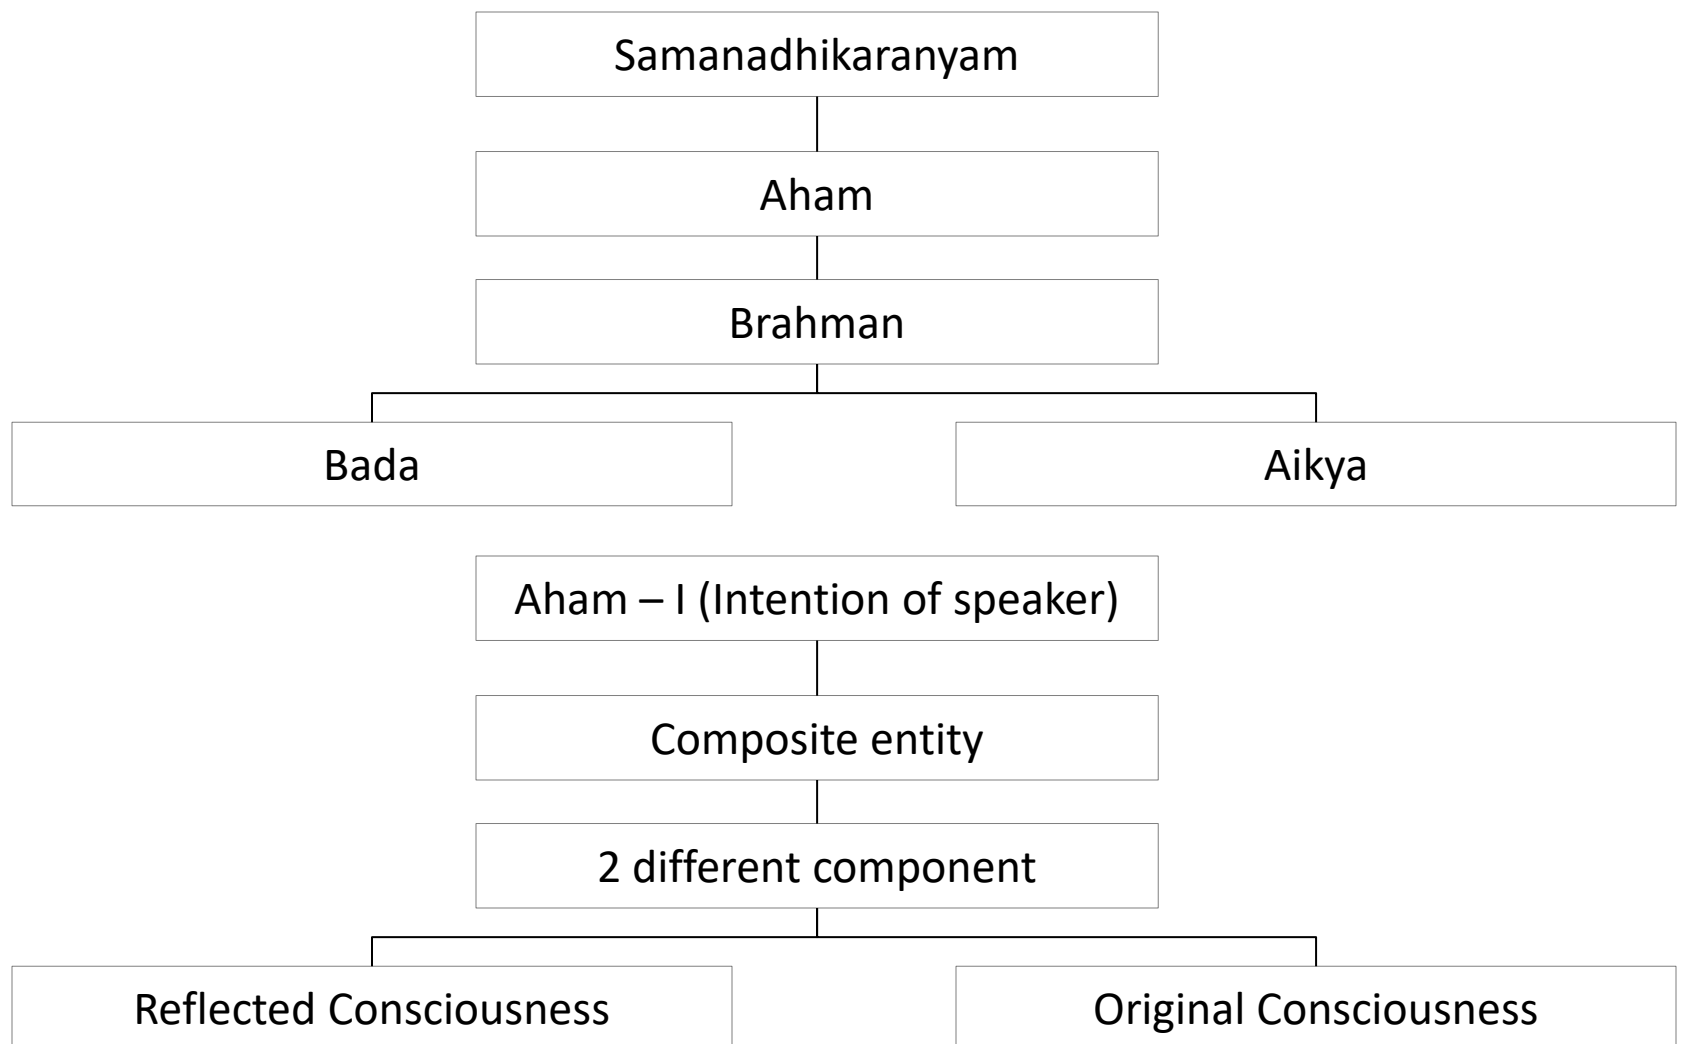 Samanadhikaranyam
Aham
Brahman
Bada
Aikya
Aham – I (Intention of speaker)
Composite entity
2 different component
Reflected Consciousness
Original Consciousness